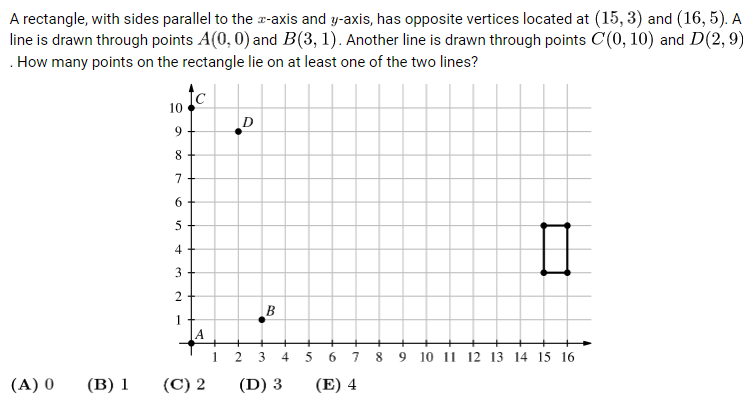 A rectangle, with sides parallel to the x-axis and y-axis, has opposite vertices located at (15, 3) and (16, 5). A
line is drawn through points A(0, 0) and B(3, 1). Another line is drawn through points C(0, 10) and D(2, 9)
. How many points on the rectangle lie on at least one of the two lines?
C
10
D
9
8
7
6
5
4
3
2
B
1
A
1 2 3 4 5 6 7 8 9 10 11 12 13 14 15 16
(A) 0 (B) 1 (C) 2 (D) 3 (E) 4